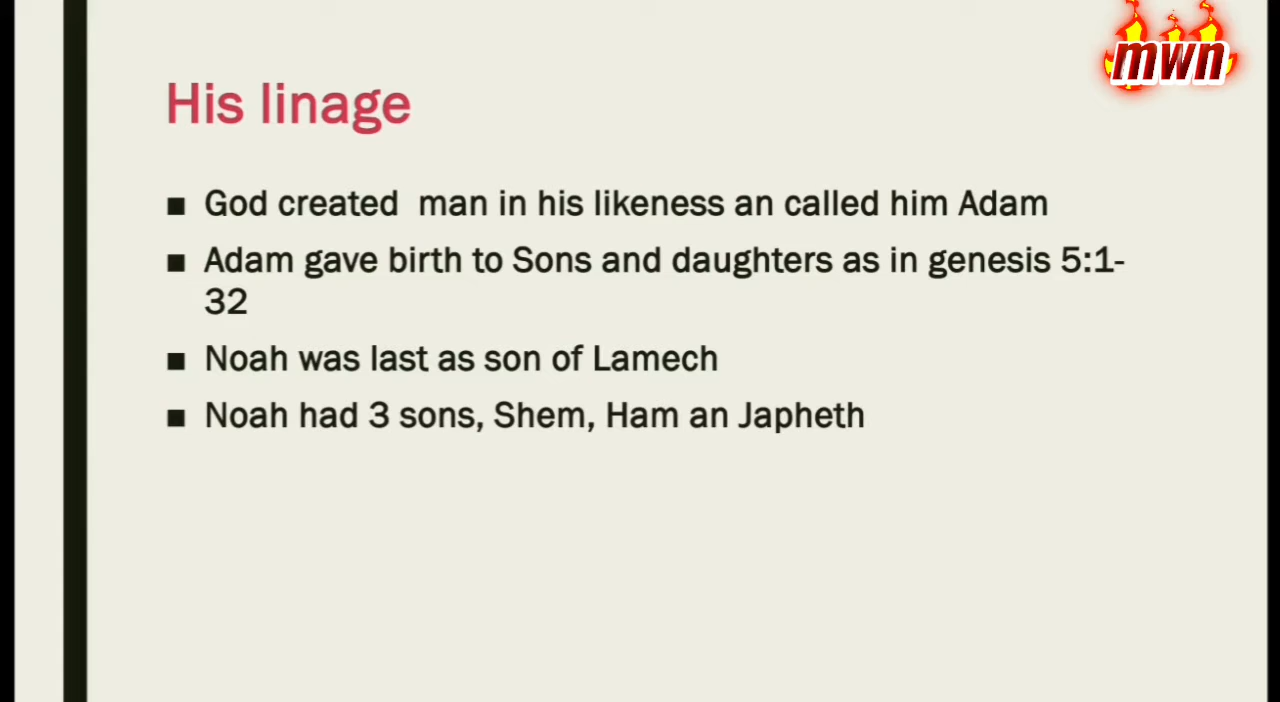 mwn
His linage
■ God created man in his likeness an called him Adam
■ Adam gave birth to Sons and daughters as in genesis 5:1-
32
■ Noah was last as son of Lamech
■ Noah had 3 sons, Shem, Ham an Japheth